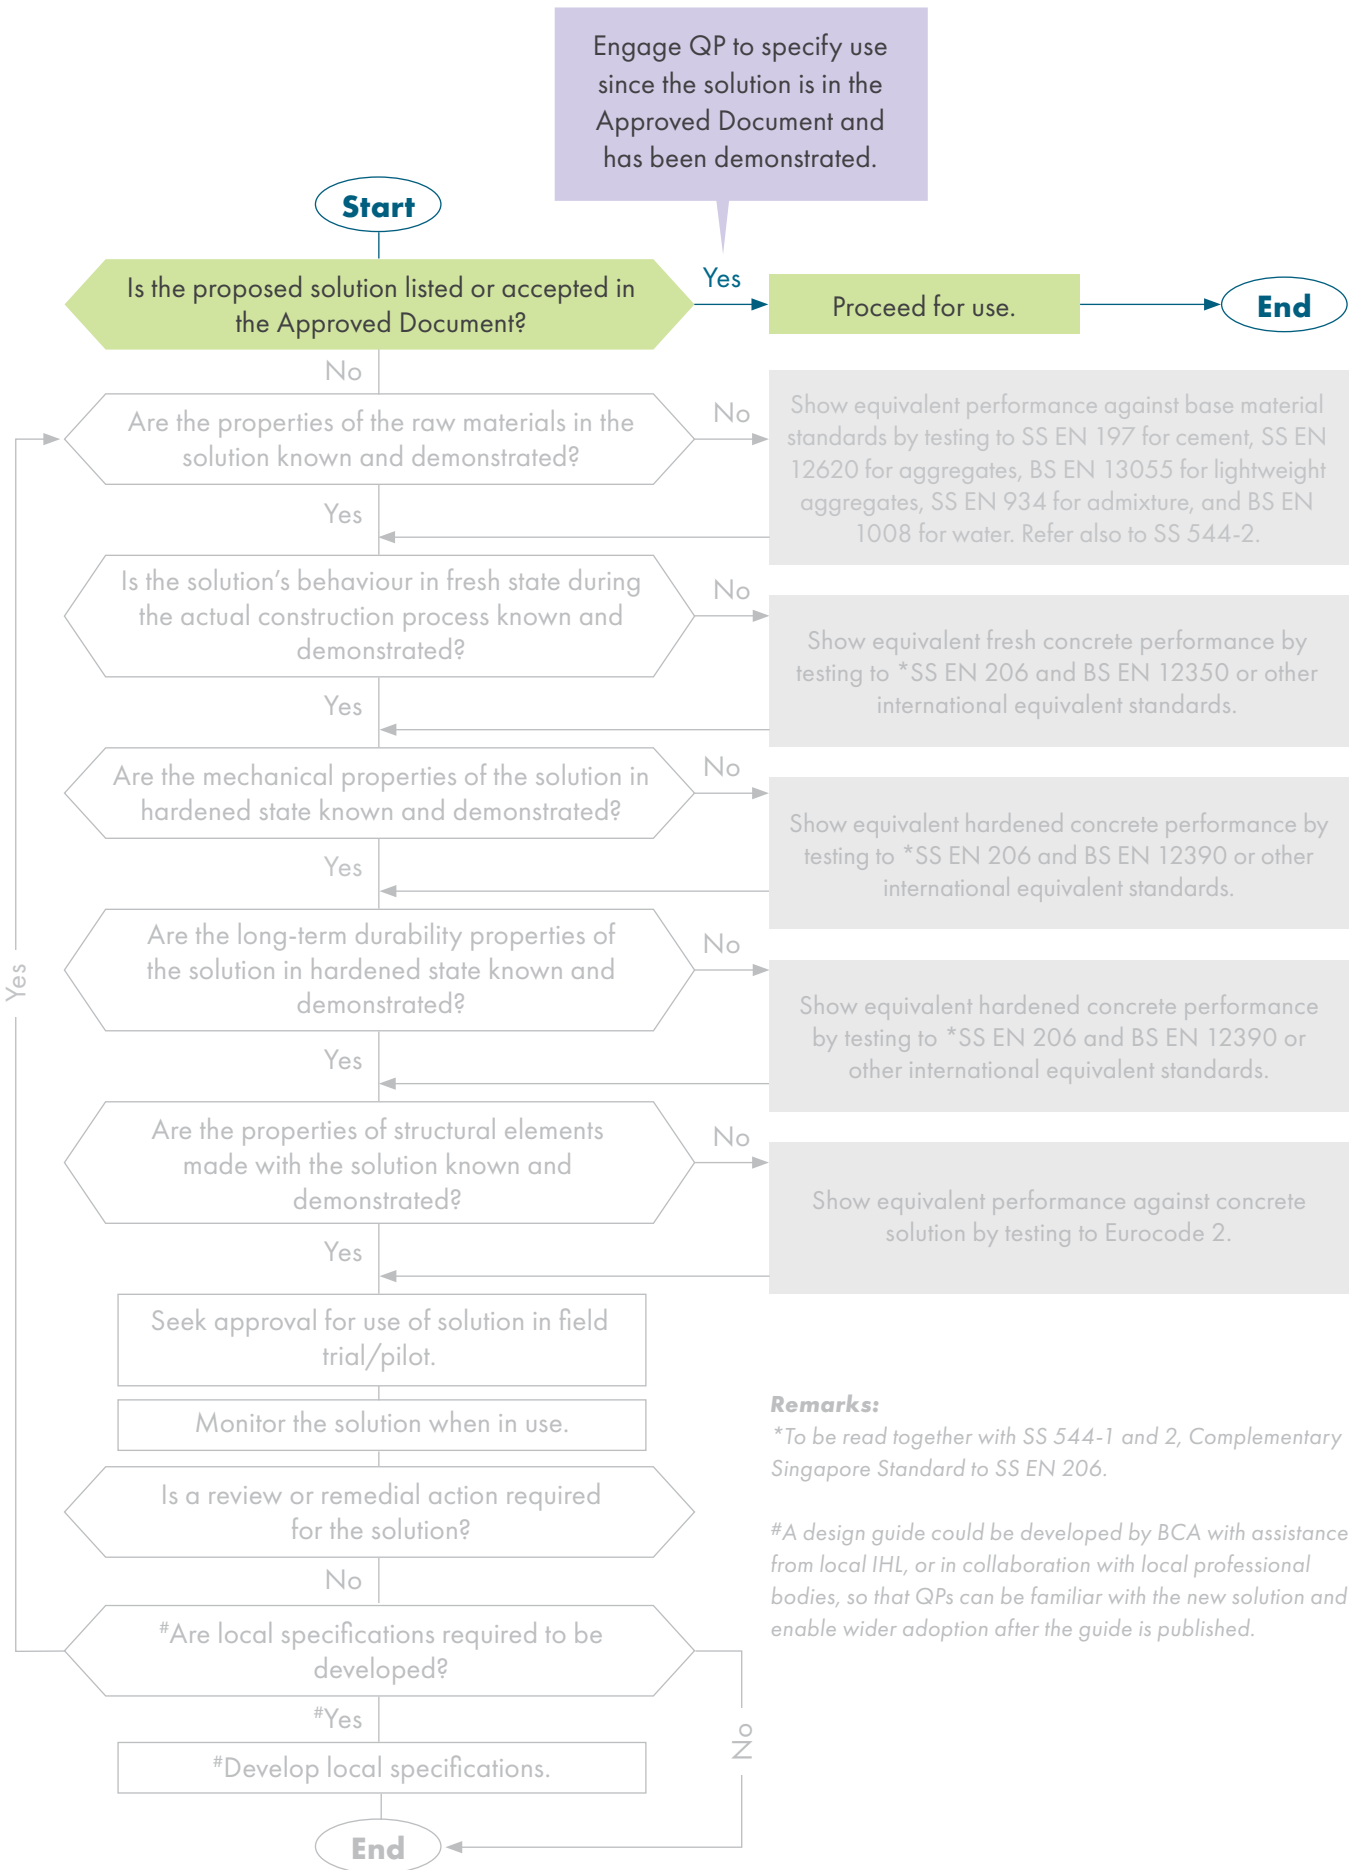 Engage QP to specify use
since the solution is in the
Approved Document and
has been demonstrated.
Start
Is the proposed solution listed or accepted in
the Approved Document?
Yes
Proceed for use.
End
No
Are the properties of the raw materials in the
solution known and demonstrated?
No
Show equivalent performance against base material
standards by testing to SS EN 197 for cement, SS EN
12620 for aggregates, BS EN 13055 for lightweight
aggregates, SS EN 934 for admixture, and BS EN
1008 for water. Refer also to SS 544-2.
Yes
Is the solution’s behaviour in fresh state during
the actual construction process known and
demonstrated?
No
Show equivalent fresh concrete performance by
testing to *SS EN 206 and BS EN 12350 or other
international equivalent standards.
Yes
Are the mechanical properties of the solution in
hardened state known and demonstrated?
No
Show equivalent hardened concrete performance by
testing to *SS EN 206 and BS EN 12390 or other
international equivalent standards.
Yes
Are the long-term durability properties of
the solution in hardened state known and
demonstrated?
No
Show equivalent hardened concrete performance
by testing to *SS EN 206 and BS EN 12390 or
other international equivalent standards.
Yes
Are the properties of structural elements
made with the solution known and
demonstrated?
No
Show equivalent performance against concrete
solution by testing to Eurocode 2.
Yes
Seek approval for use of solution in field
trial/pilot.
Monitor the solution when in use.
Is a review or remedial action required
for the solution?
No
Yes
#Are local specifications required to be
developed?
#Yes
No
#Develop local specifications.
End
Remarks:
*To be read together with SS 544-1 and 2, Complementary
Singapore Standard to SS EN 206.
#A design guide could be developed by BCA with assistance
from local IHL, or in collaboration with local professional
bodies, so that QPs can be familiar with the new solution and
enable wider adoption after the guide is published.